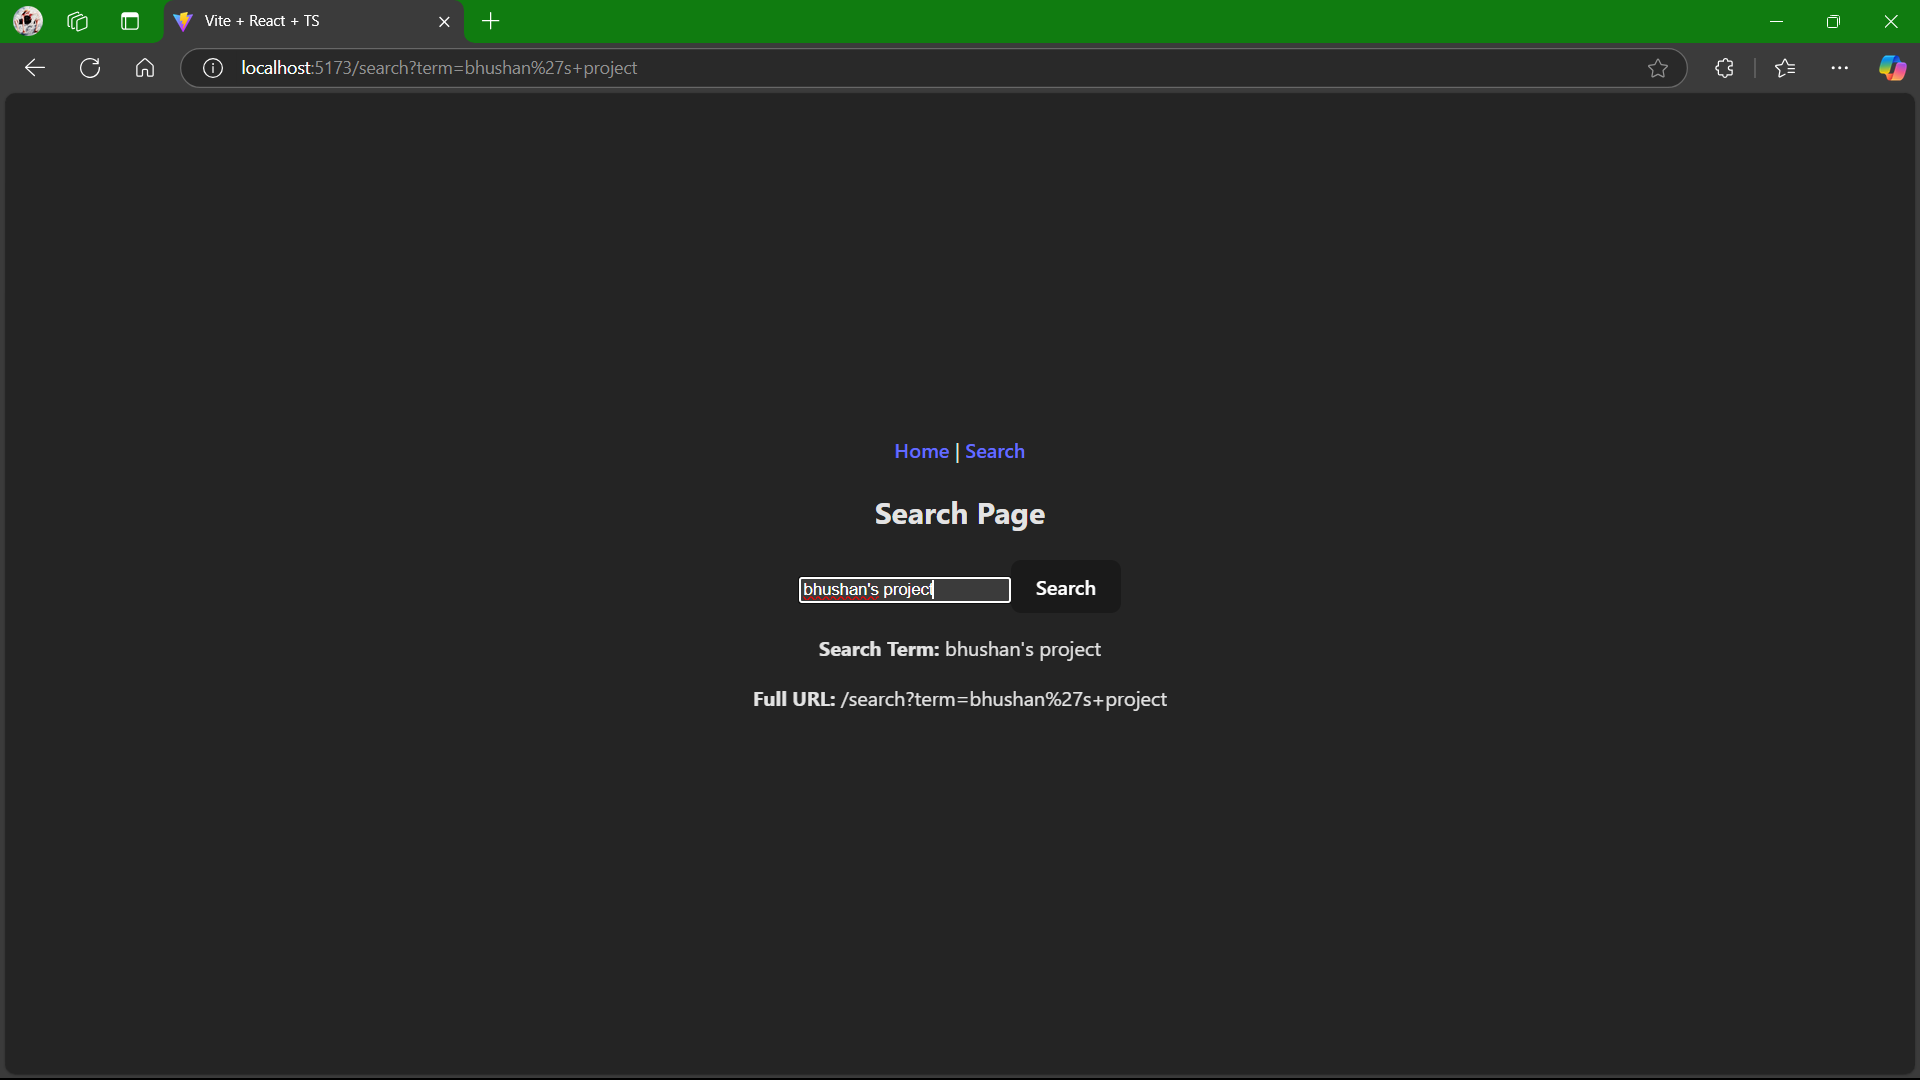 Vite + React + TS
localhost:5173/search?term=bhushan%27s+project
Home | Search
Search Page
bhushan's project
Search
Search Term: bhushan's project
Full URL: /search?term=bhushan%27s+project